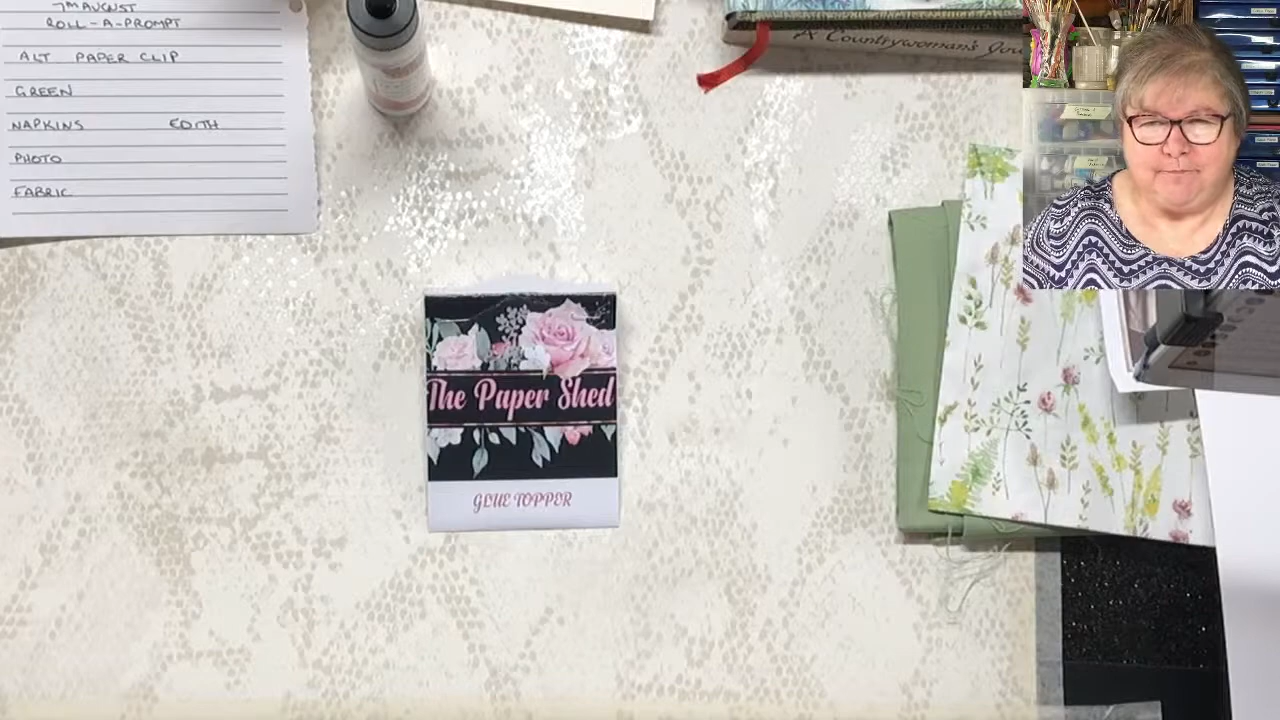 7TH AUGUST
ROLL-A-PROMPT
ALT PAPER CLIP
GREEN
NAPKINS EDITH
PHOTO
FABRIC
A Countrywoman's Jou
The Paper Shed
GLUE TOPPER